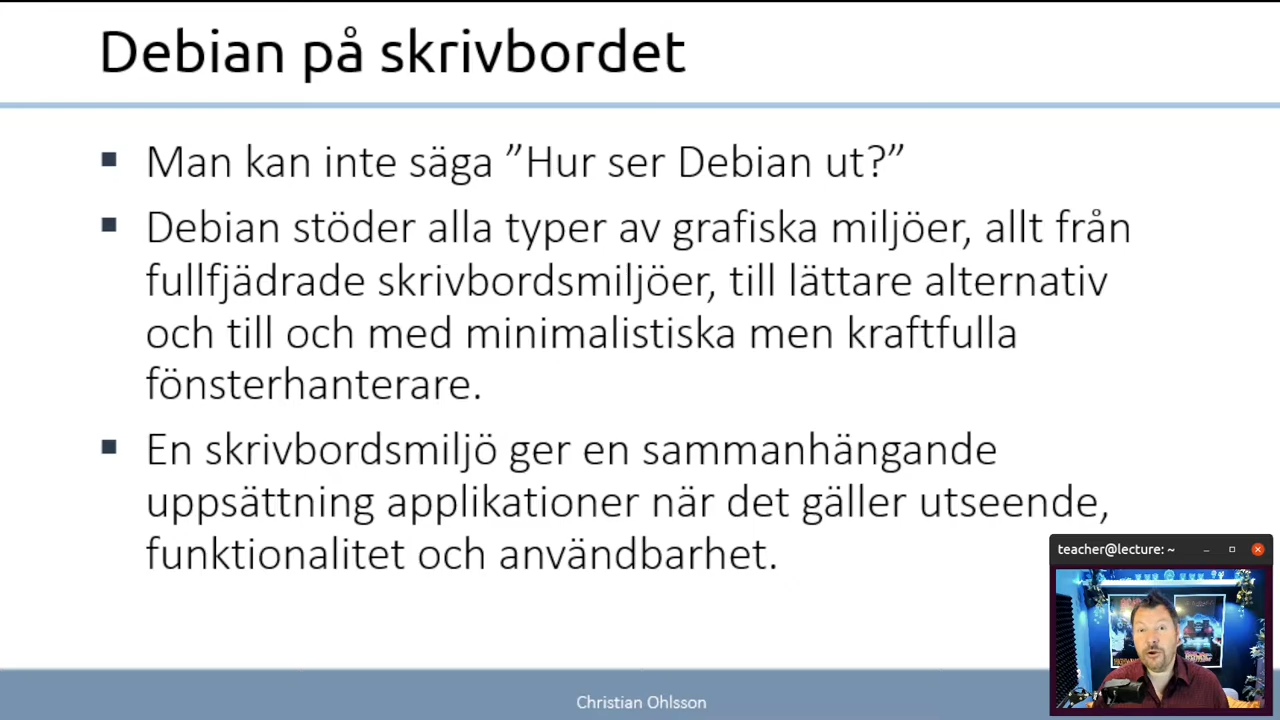 Debian på skrivbordet
▪ Man kan inte säga ”Hur ser Debian ut?”
▪ Debian stöder alla typer av grafiska miljöer, allt från
fullfjädrade skrivbordsmiljöer, till lättare alternativ
och till och med minimalistiska men kraftfulla
fönsterhanterare.
▪ En skrivbordsmiljö ger en sammanhängande
uppsättning applikationer när det gäller utseende,
funktionalitet och användbarhet.
teacher@lecture: ~
Christian Ohlsson